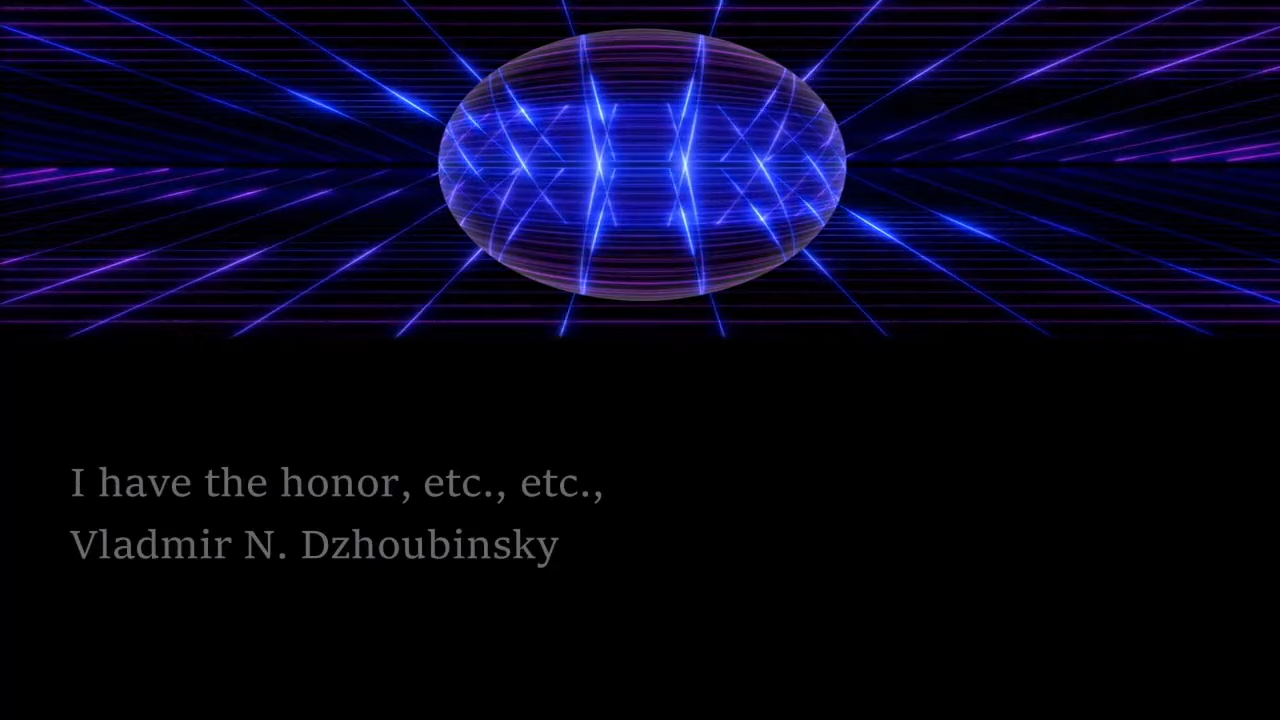 I have the honor, etc., etc.,
Vladmir N. Dzhoubinsky